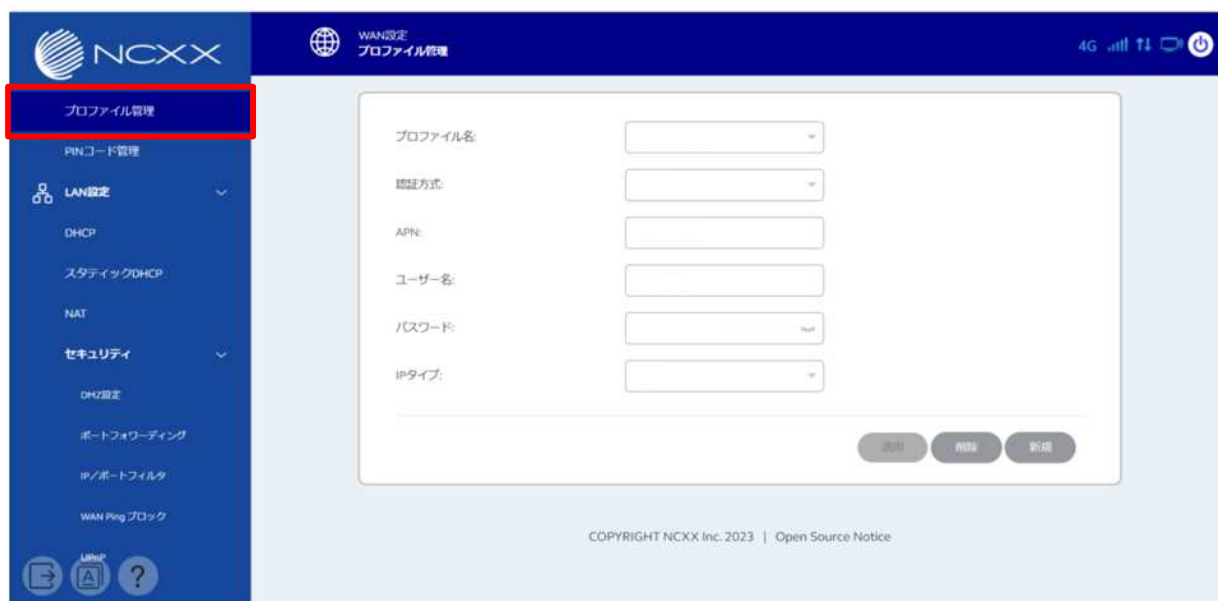 NCXX
WAN設定
プロファイル管理
4G
プロファイル管理
PINコード管理
LAN設定
DHCP
スタティックDHCP
NAT
セキュリティ
DMZ設定
ポートフォワーディング
IP/ポートフィルタ
WAN Ping ブロック
UPnP
A
?
プロファイル名:
認証方式:
APN:
ユーザー名:
パスワード:
IPタイプ:
適用
削除
新規
COPYRIGHT NCXX Inc. 2023 | Open Source Notice